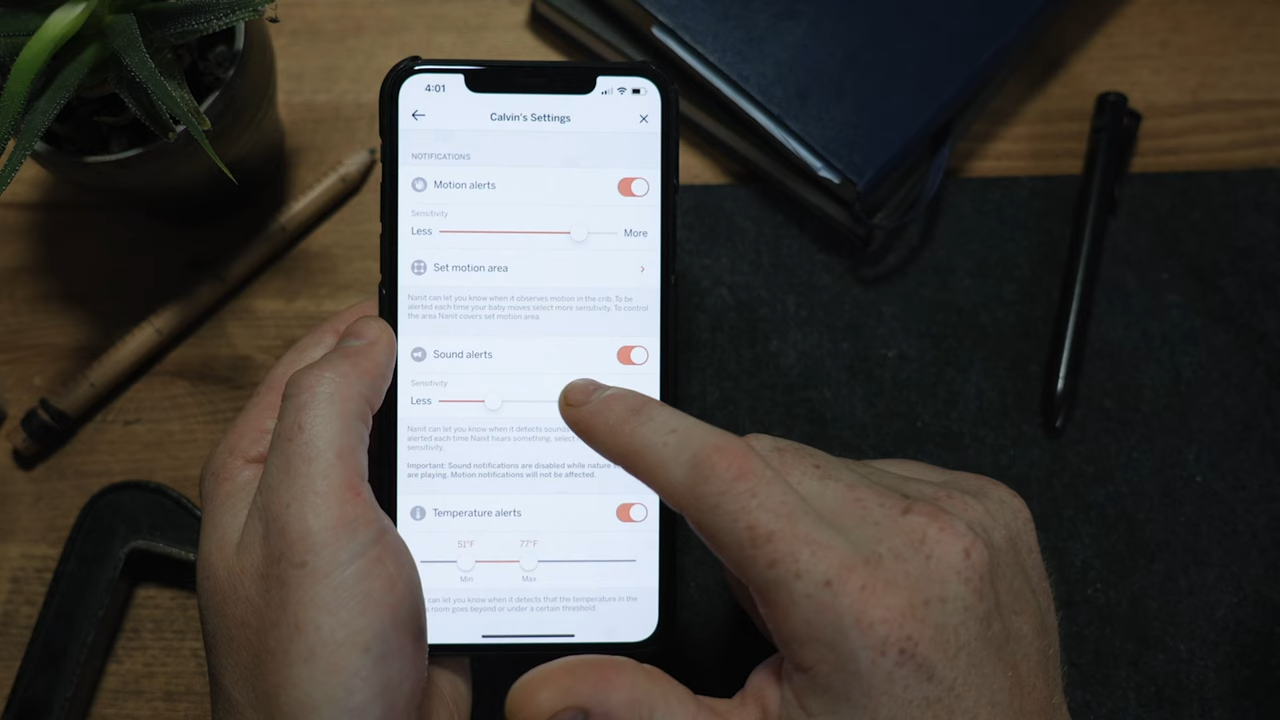 4:01
Calvin's Settings
NOTIFICATIONS
Motion alerts
Sensitivity
Less More
Set motion area
Nanit can let you know when it observes motion in the crib. To be
alerted each time your baby moves select more sensitivity. To control
the area Nanit covers set motion area.
Sound alerts
Sensitivity
Less
Nanit can let you know when it detects sounds
alerted each time Nanit hears something, select
sensitivity.
Important: Sound notifications are disabled while nature
are playing. Motion notifications will not be affected.
Temperature alerts
51°F 77°F
Min Max
can let you know when it detects that the temperature in the
room goes beyond or under a certain threshold.